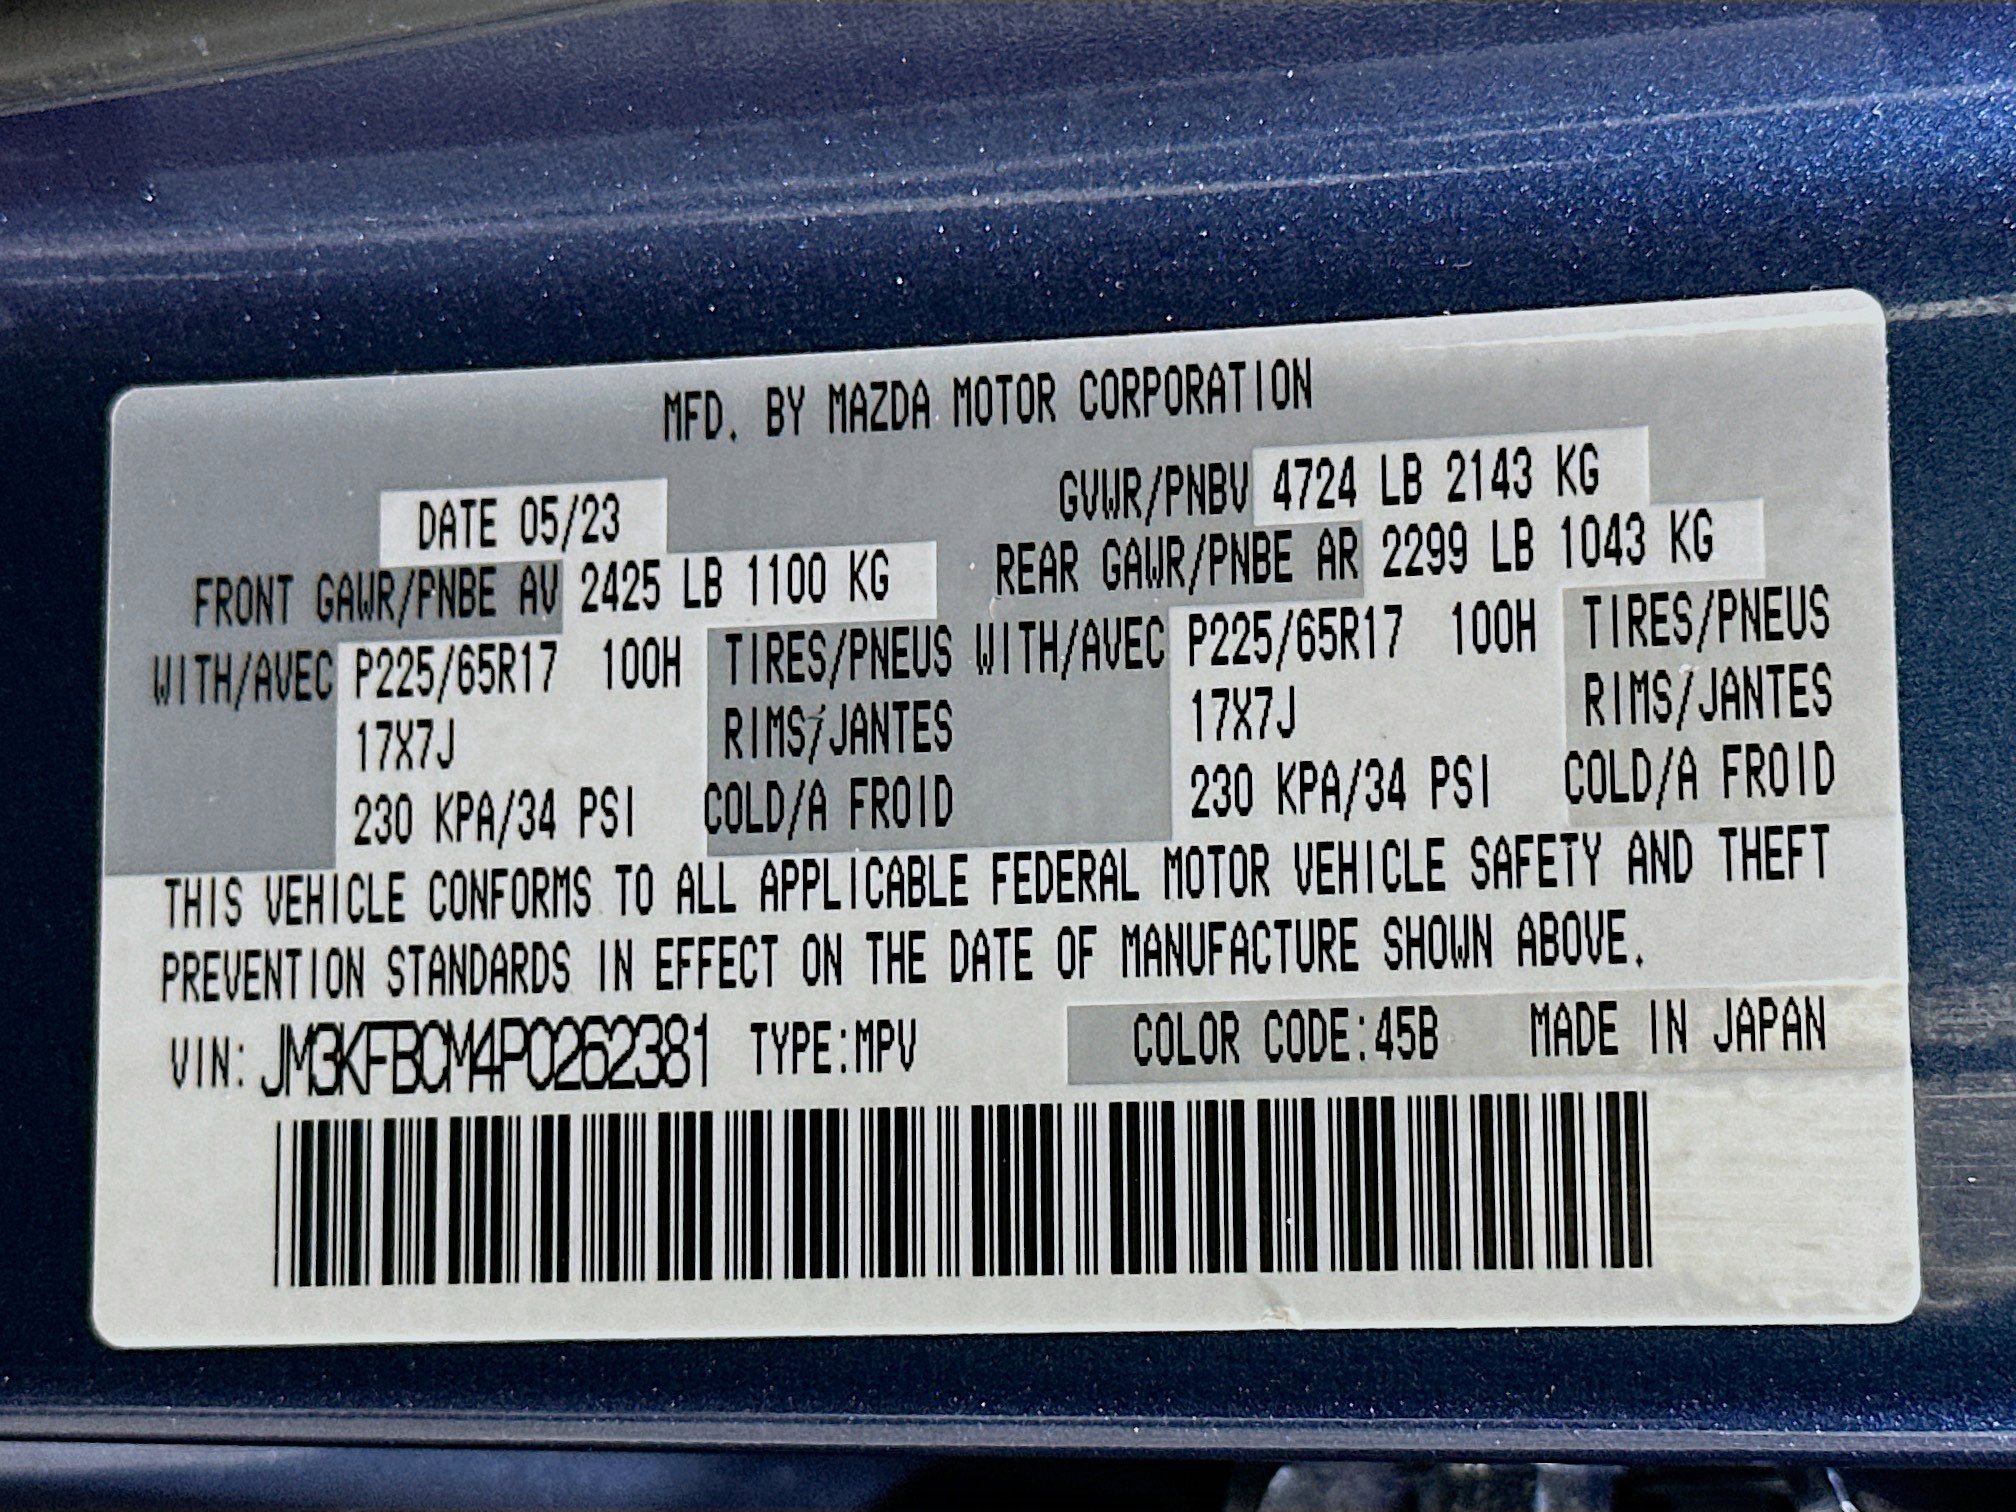 MFD. BY MAZDA MOTOR CORPORATION
DATE 05/23 GVWR/PNBV 4724 LB 2143 KG
FRONT GAWR/PNBE AV 2425 LB 1100 KG REAR GAWR/PNBE AR 2299 LB 1043 KG
WITH/AVEC P225/65R17 100H TIRES/PNEUS WITH/AVEC P225/65R17 100H TIRES/PNEUS
17X7J RIMS/JANTES 17X7J RIMS/JANTES
230 KPA/34 PSI COLD/A FROID 230 KPA/34 PSI COLD/A FROID
THIS VEHICLE CONFORMS TO ALL APPLICABLE FEDERAL MOTOR VEHICLE SAFETY AND THEFT
PREVENTION STANDARDS IN EFFECT ON THE DATE OF MANUFACTURE SHOWN ABOVE.
VIN: JM3KFBCM4P0262381 TYPE:MPV COLOR CODE:45B MADE IN JAPAN